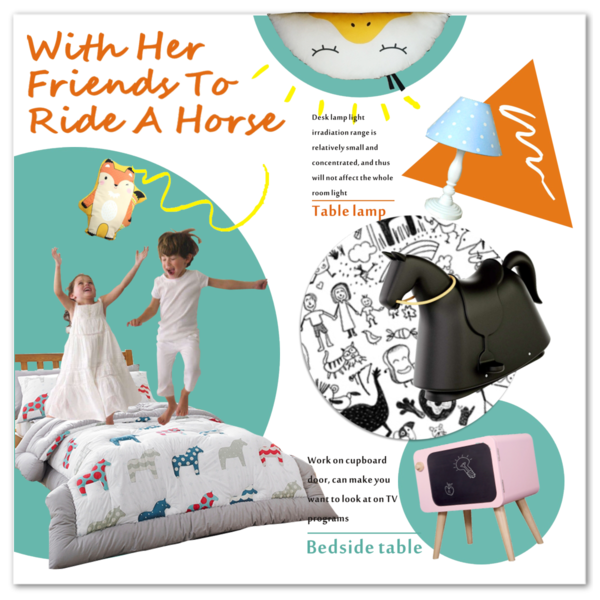 With Her
Friends To
Ride A Horse
Desk lamp light
irradiation range is
relatively small and
concentrated, and thus
will not affect the whole
room light
Table lamp
Work on cupboard
door, can make you
want to look at on TV
programs
Bedside table